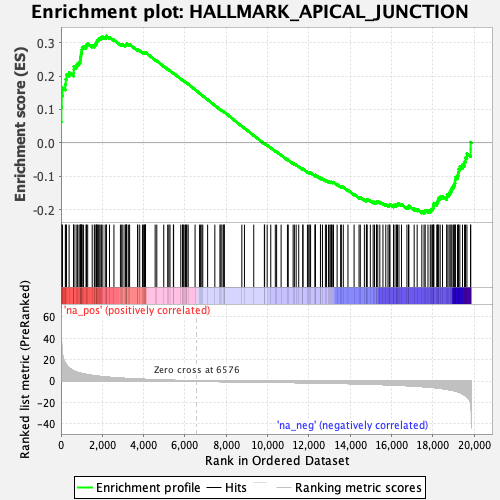 Enrichment plot: HALLMARK_APICAL_JUNCTION
Enrichment score (ES)
0.3
0.2
0.1
0.0
-0.1
-0.2
Ranked list metric (PreRanked)
60
40
20
0
-20
-40
'na_pos' (positively correlated)
Zero cross at 6576
'na_neg' (negatively correlated)
0
2,000
4,000
6,000
8,000
10,000
12,000
14,000
16,000
18,000
20,000
Rank in Ordered Dataset
Enrichment profile
Hits
Ranking metric scores